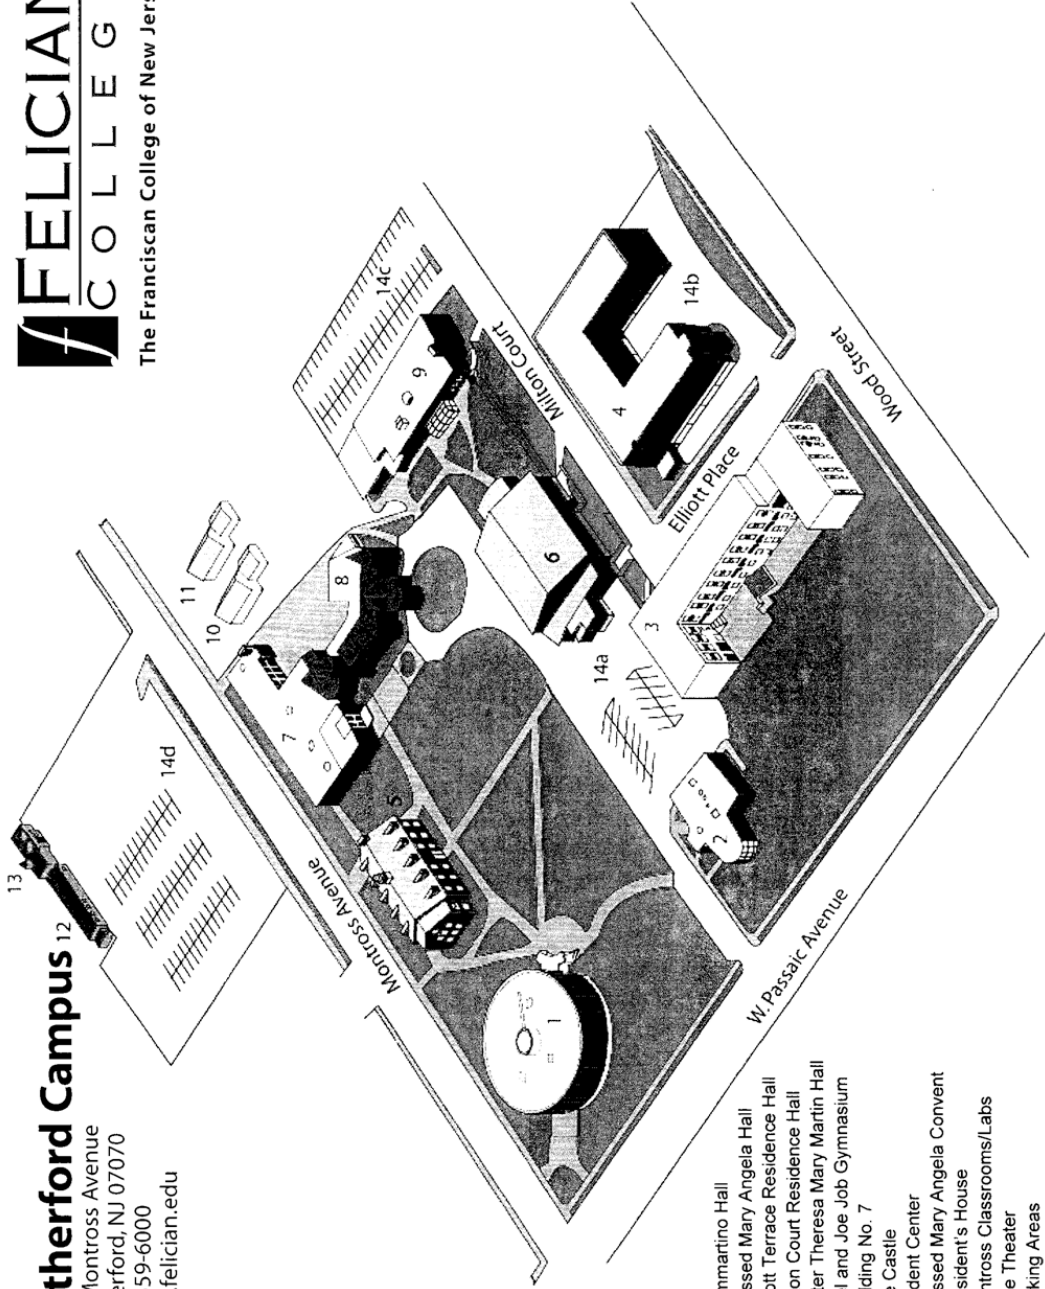 FELICIAN
COLLEG
The Franciscan College of New Jers
therford Campus
Montross Avenue
erford, NJ 07070
59-6000
felician.edu
13
12
14d
11
10
14c
9
8
7
5
6
14a
3
4
14b
2
1
Montross Avenue
Milton Court
Elliott Place
Wood Street
W. Passaic Avenue
mmartino Hall
ssed Mary Angela Hall
ott Terrace Residence Hall
on Court Residence Hall
ter Theresa Mary Martin Hall
l and Joe Job Gymnasium
lding No. 7
e Castle
dent Center
ssed Mary Angela Convent
sident's House
ntross Classrooms/Labs
e Theater
king Areas